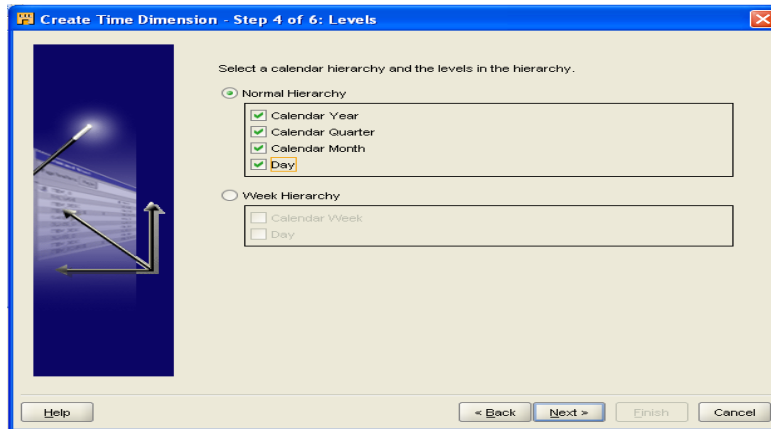 Create Time Dimension - Step 4 of 6: Levels
Select a calendar hierarchy and the levels in the hierarchy.
Normal Hierarchy
Calendar Year
Calendar Quarter
Calendar Month
Day
Week Hierarchy
Calendar Week
Day
Help
< Back
Next >
Finish
Cancel